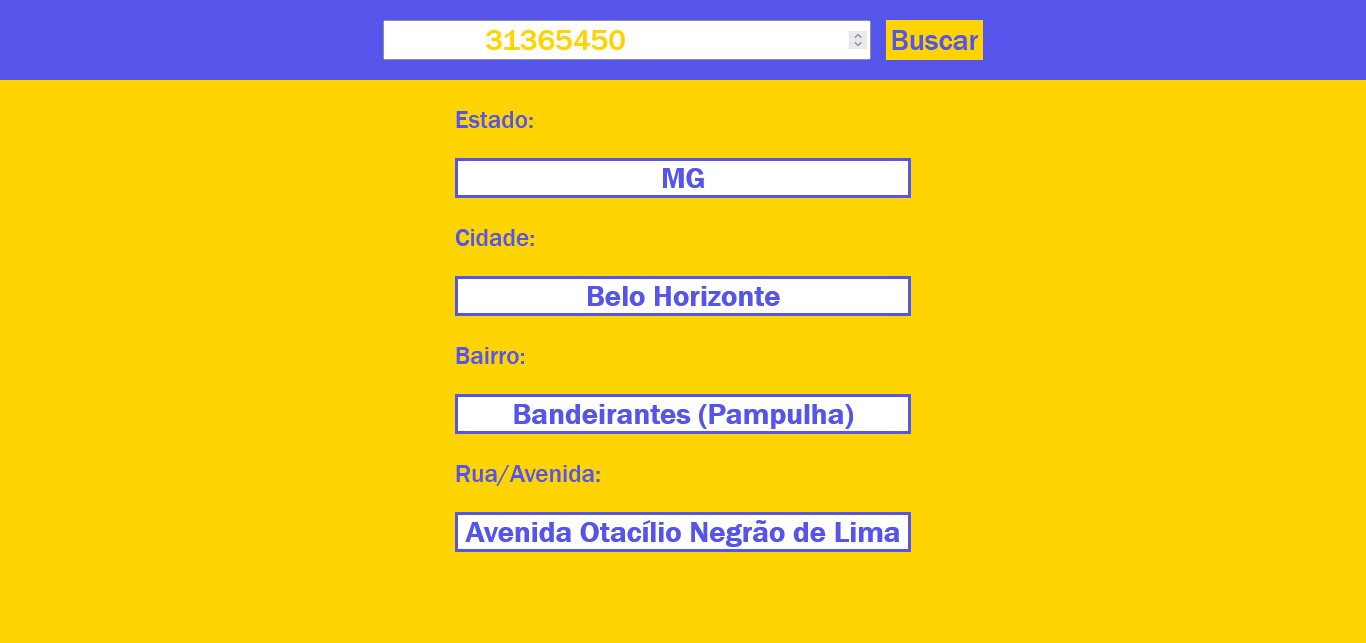 31365450 Buscar
Estado:
MG
Cidade:
Belo Horizonte
Bairro:
Bandeirantes (Pampulha)
Rua/Avenida:
Avenida Otacílio Negrão de Lima